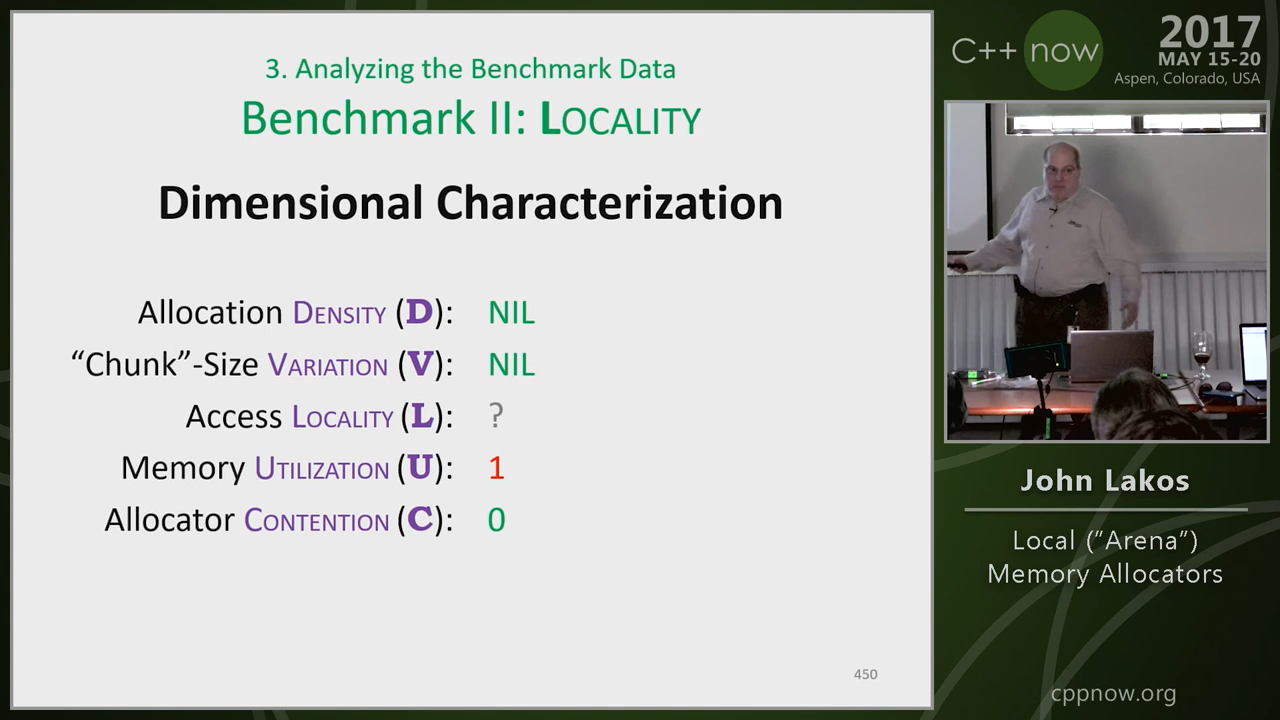 3. Analyzing the Benchmark Data
Benchmark II: LOCALITY
Dimensional Characterization
Allocation DENSITY (D): NIL
“Chunk”-Size VARIATION (V): NIL
Access LOCALITY (L): ?
Memory UTILIZATION (U): 1
Allocator CONTENTION (C): 0
450
C++ now
2017
MAY 15-20
Aspen, Colorado, USA
John Lakos
Local (“Arena”)
Memory Allocators
cppnow.org